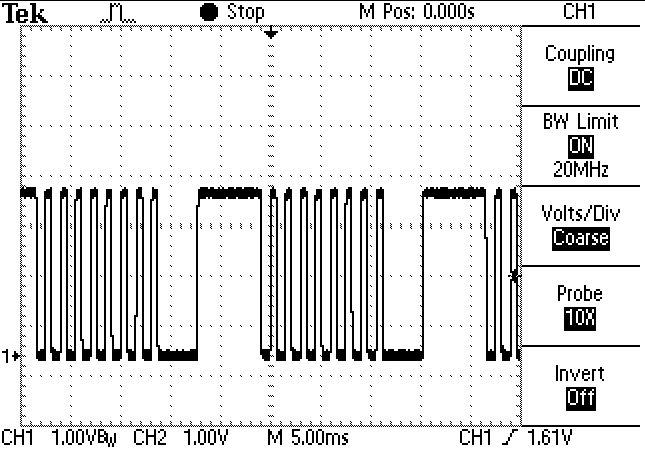 Tek Stop M Pos: 0.000s CH1
Coupling
DC
BW Limit
ON
20MHz
Volts/Div
Coarse
Probe
10X
Invert
Off
1
CH1 1.00VBW CH2 1.00V M 5.00ms CH1 1.61V